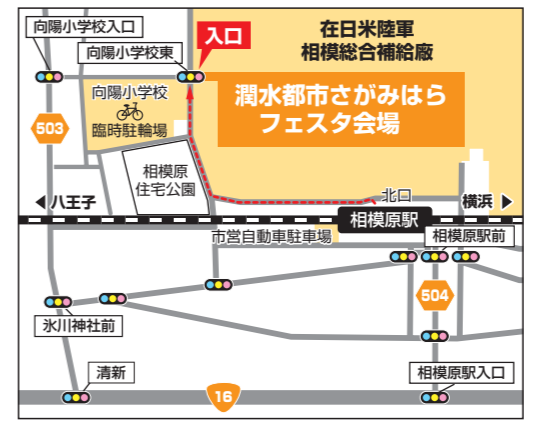 向陽小学校入口
向陽小学校東
入口
在日米陸軍
相模総合補給廠
潤水都市さがみはら
フェスタ会場
向陽小学校
臨時駐輪場
503
相模原
住宅公園
北口
八王子
横浜
相模原駅
市営自動車駐車場
相模原駅前
504
氷川神社前
清新
16
相模原駅入口